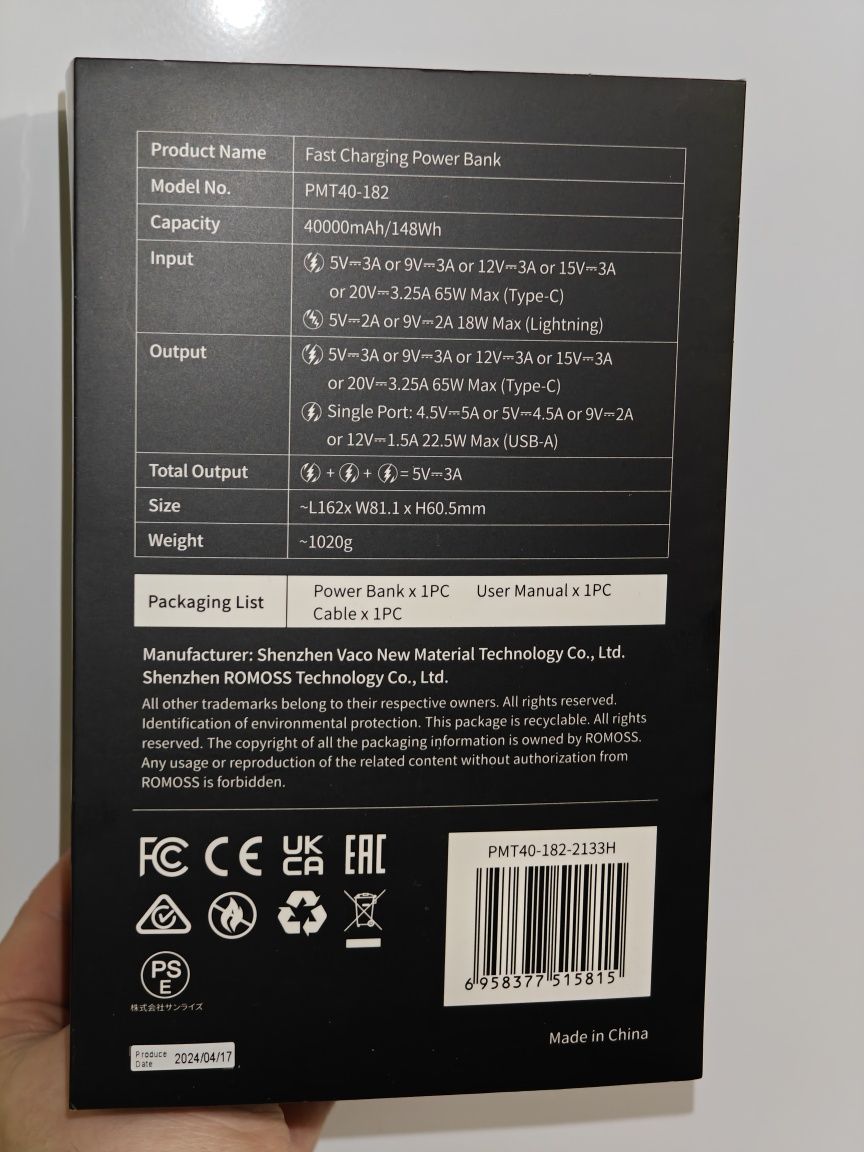 Product Name Fast Charging Power Bank
Model No. PMT40-182
Capacity 40000mAh/148Wh
Input 5V⎓3A or 9V⎓3A or 12V⎓3A or 15V⎓3A
or 20V⎓3.25A 65W Max (Type-C)
5V⎓2A or 9V⎓2A 18W Max (Lightning)
Output 5V⎓3A or 9V⎓3A or 12V⎓3A or 15V⎓3A
or 20V⎓3.25A 65W Max (Type-C)
Single Port: 4.5V⎓5A or 5V⎓4.5A or 9V⎓2A
or 12V⎓1.5A 22.5W Max (USB-A)
Total Output + + = 5V⎓3A
Size ~L162x W81.1 x H60.5mm
Weight ~1020g
Packaging List Power Bank x 1PC User Manual x 1PC
Cable x 1PC
Manufacturer: Shenzhen Vaco New Material Technology Co., Ltd.
Shenzhen ROMOSS Technology Co., Ltd.
All other trademarks belong to their respective owners. All rights reserved.
Identification of environmental protection. This package is recyclable. All rights
reserved. The copyright of all the packaging information is owned by ROMOSS.
Any usage or reproduction of the related content without authorization from
ROMOSS is forbidden.
FC CE UK CA EAC
PS E
株式会社サンライズ
PMT40-182-2133H
6 958377 515815
Made in China
Produce Date 2024/04/17